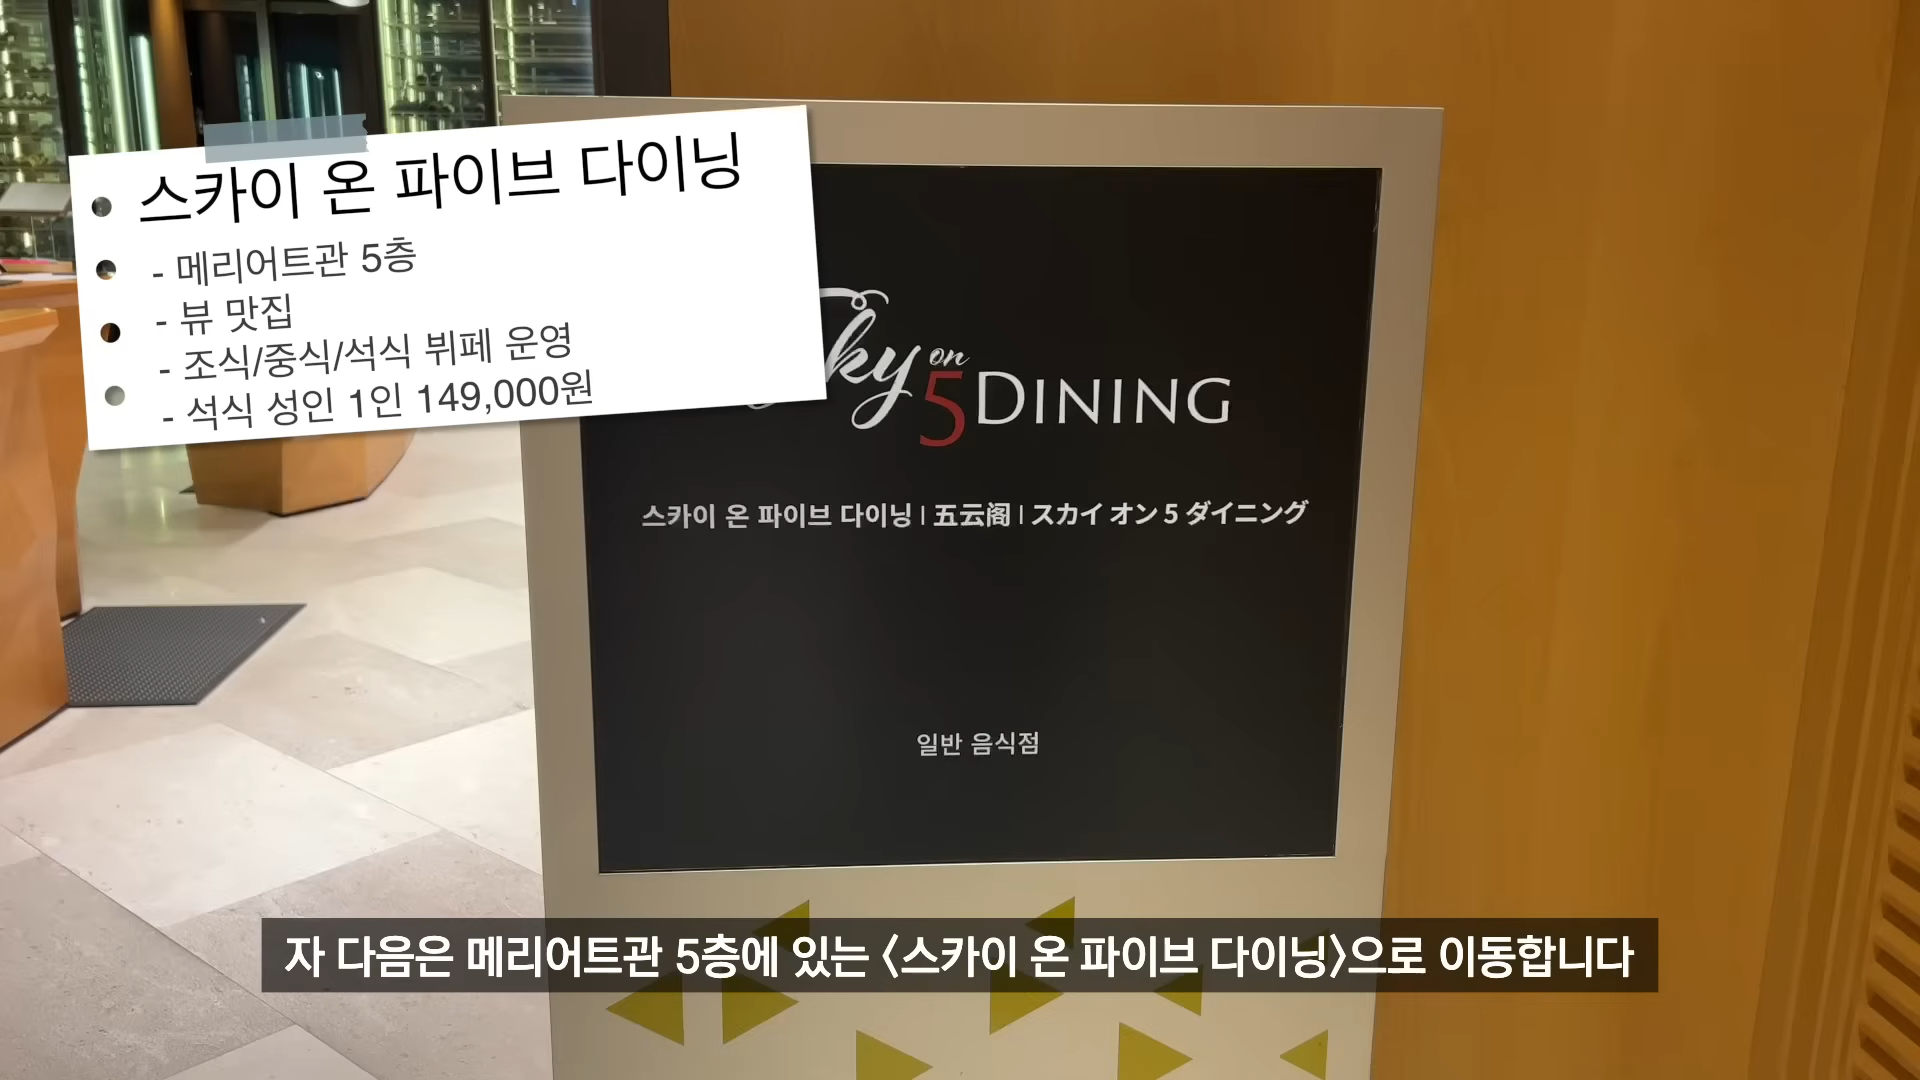 스카이 온 파이브 다이닝
- 메리어트관 5층
- 뷰 맛집
- 조식/중식/석식 뷔페 운영
- 석식 성인 1인 149,000원
Sky on 5 DINING
스카이 온 파이브 다이닝 | 五云阁 | スカイ オン 5 ダイニング
일반 음식점
자 다음은 메리어트관 5층에 있는 〈스카이 온 파이브 다이닝〉으로 이동합니다